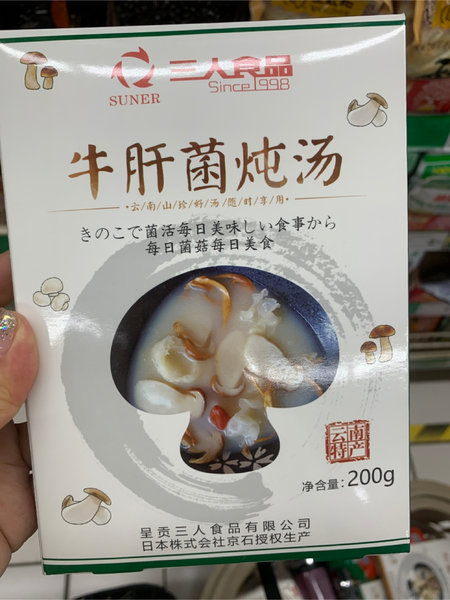 SUNER
三人食品
Since1998
牛肝菌炖汤
·云/南/山/珍/好/汤/随/时/享/用·
きのこで菌活毎日美味しい食事から
毎日菌菇毎日美食
云南
特产
净含量：200g
呈贡三人食品有限公司
日本株式会社京石授权生产